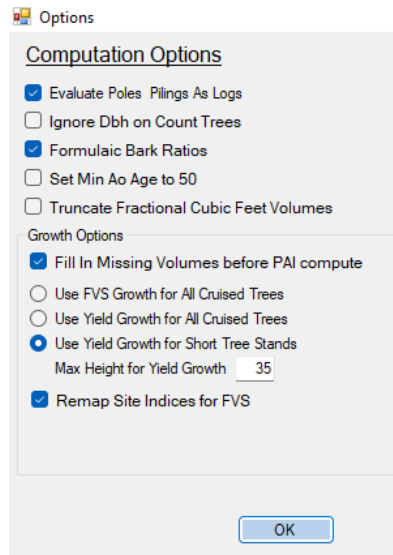 Options
Computation Options
Evaluate Poles Pilings As Logs
Ignore Dbh on Count Trees
Formulaic Bark Ratios
Set Min Ao Age to 50
Truncate Fractional Cubic Feet Volumes
Growth Options
Fill In Missing Volumes before PAI compute
Use FVS Growth for All Cruised Trees
Use Yield Growth for All Cruised Trees
Use Yield Growth for Short Tree Stands
Max Height for Yield Growth 35
Remap Site Indices for FVS
OK